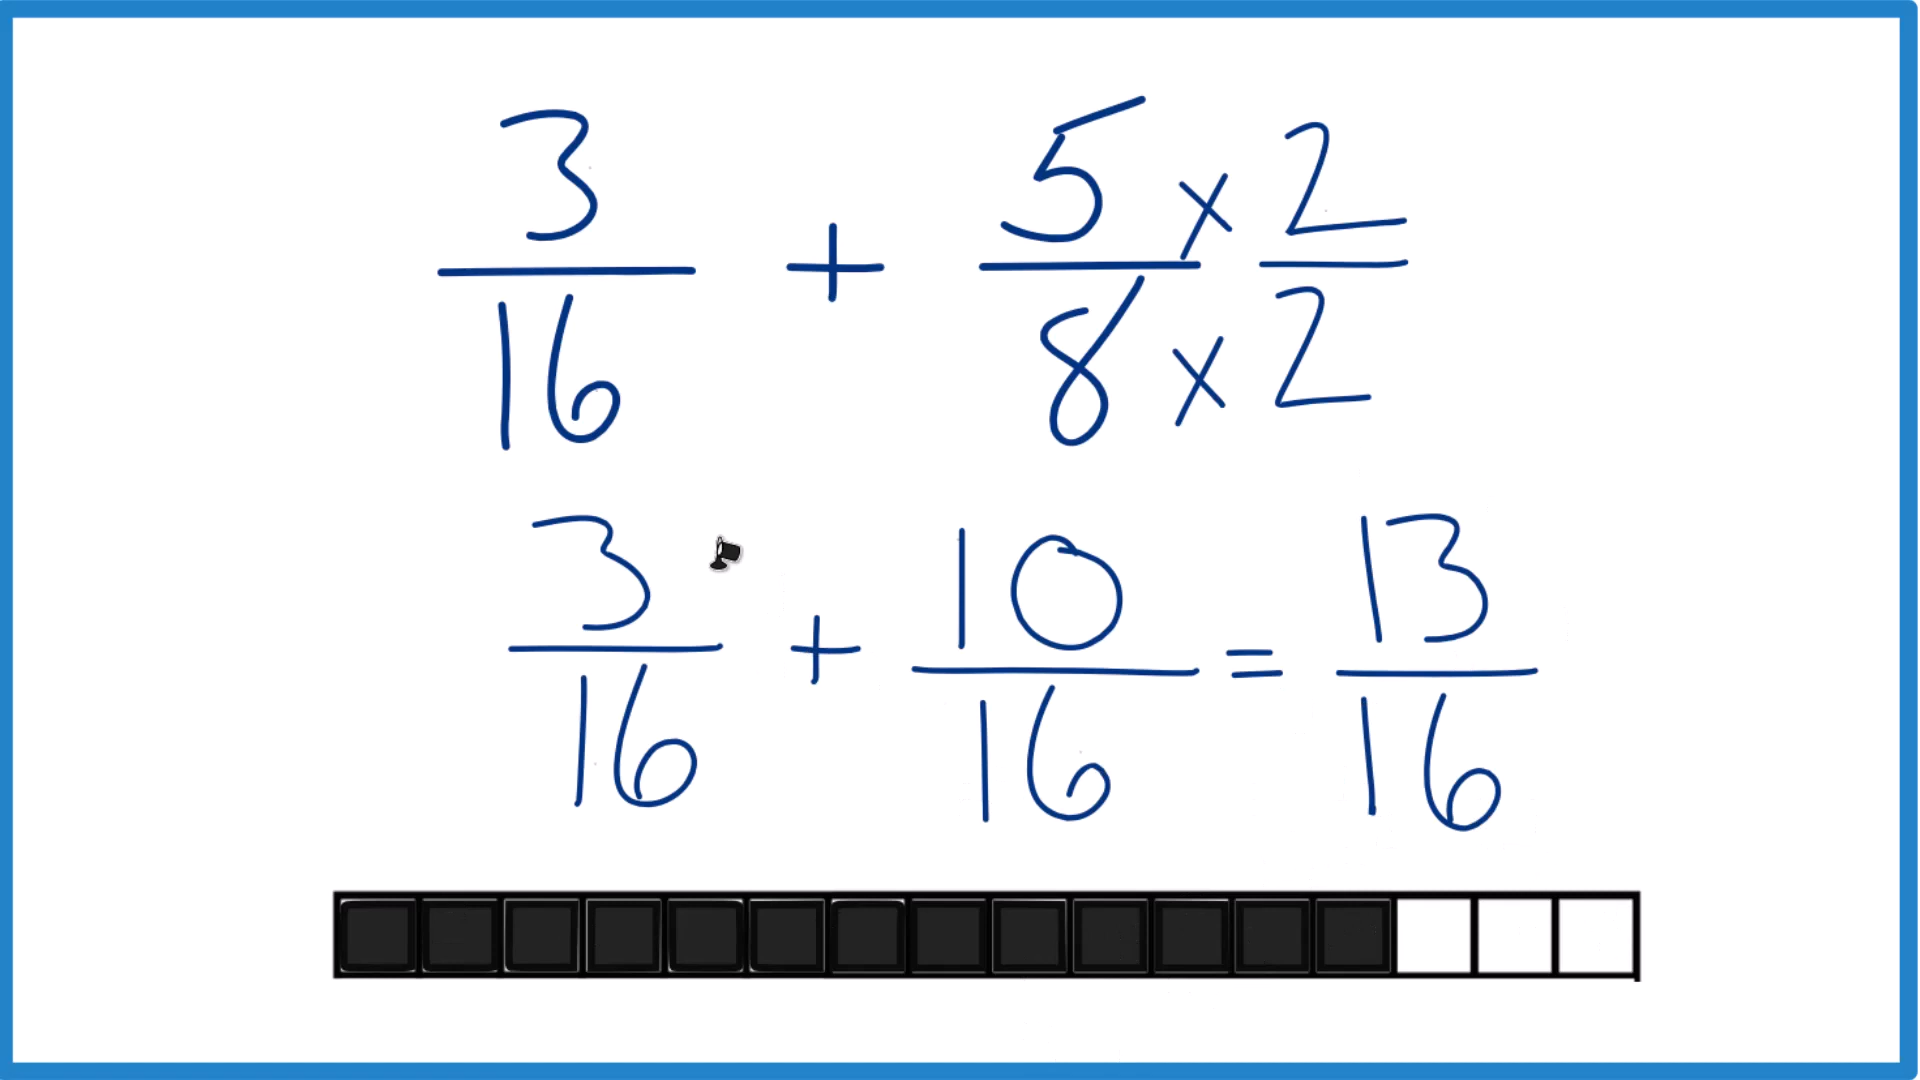 3/16 + 5/8 × 2/2
3/16 + 10/16 = 13/16